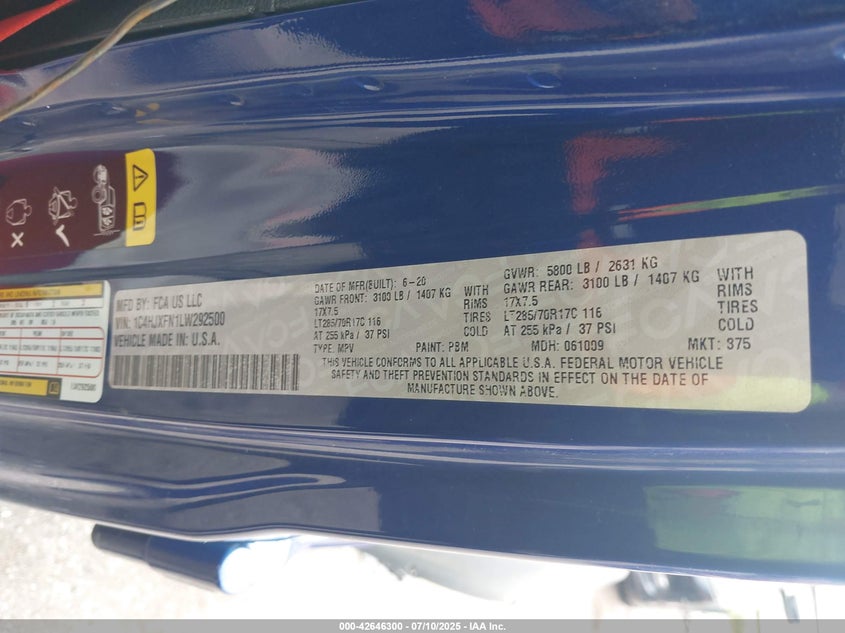 MFD BY: FCA US LLC
VIN: 1C4HJXFN1LW292500
VEHICLE MADE IN U.S.A.
DATE OF MFR(BUILT): 6-20
GAWR FRONT: 3100 LB / 1407 KG WITH
17X7.5 RIMS
LT285/70R17C 116 TIRES
AT 255 kPa / 37 PSI COLD
GVWR: 5800 LB / 2631 KG
GAWR REAR: 3100 LB / 1407 KG WITH
17X7.5 RIMS
LT285/70R17C 116 TIRES
AT 255 kPa / 37 PSI COLD
TYPE: MPV PAINT: PBM MDH: 061009 MKT: 375
THIS VEHICLE CONFORMS TO ALL APPLICABLE U.S.A. FEDERAL MOTOR VEHICLE
SAFETY AND THEFT PREVENTION STANDARDS IN EFFECT ON THE DATE OF
MANUFACTURE SHOWN ABOVE.
LW292500
000-42646300 / 07/10/2025 - IAA Inc.